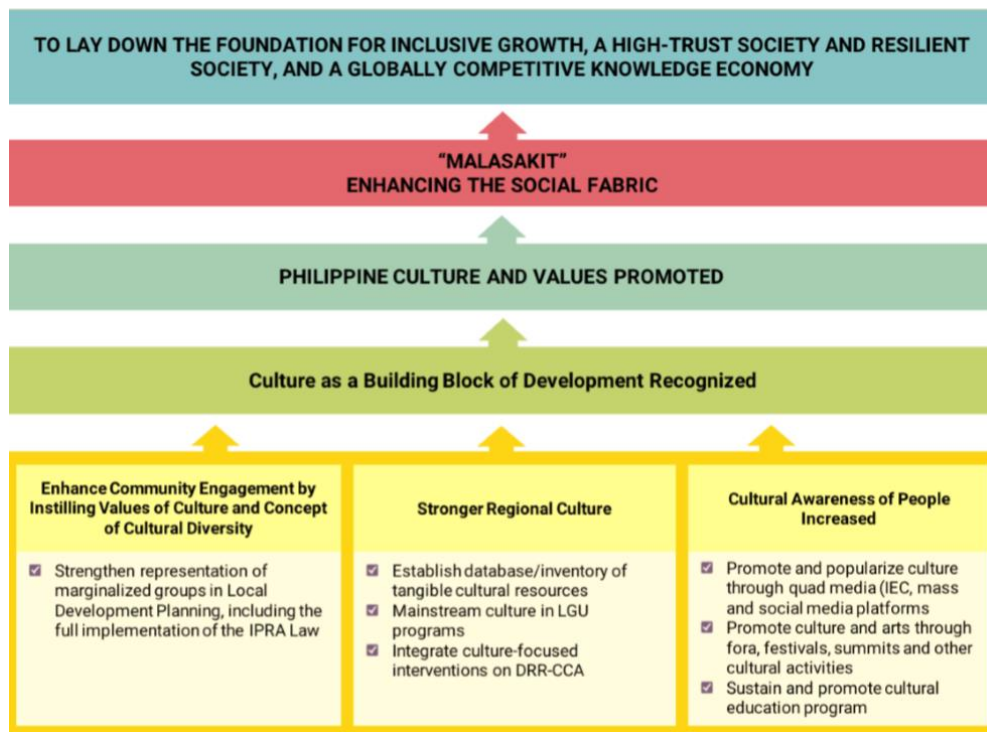 TO LAY DOWN THE FOUNDATION FOR INCLUSIVE GROWTH, A HIGH-TRUST SOCIETY AND RESILIENT
SOCIETY, AND A GLOBALLY COMPETITIVE KNOWLEDGE ECONOMY
“MALASAKIT”
ENHANCING THE SOCIAL FABRIC
PHILIPPINE CULTURE AND VALUES PROMOTED
Culture as a Building Block of Development Recognized
Enhance Community Engagement by
Instilling Values of Culture and Concept
of Cultural Diversity
Strengthen representation of
marginalized groups in Local
Development Planning, including the
full implementation of the IPRA Law
Stronger Regional Culture
Establish database/inventory of
tangible cultural resources
Mainstream culture in LGU
programs
Integrate culture-focused
interventions on DRR-CCA
Cultural Awareness of People
Increased
Promote and popularize culture
through quad media (IEC, mass
and social media platforms
Promote culture and arts through
fora, festivals, summits and other
cultural activities
Sustain and promote cultural
education program